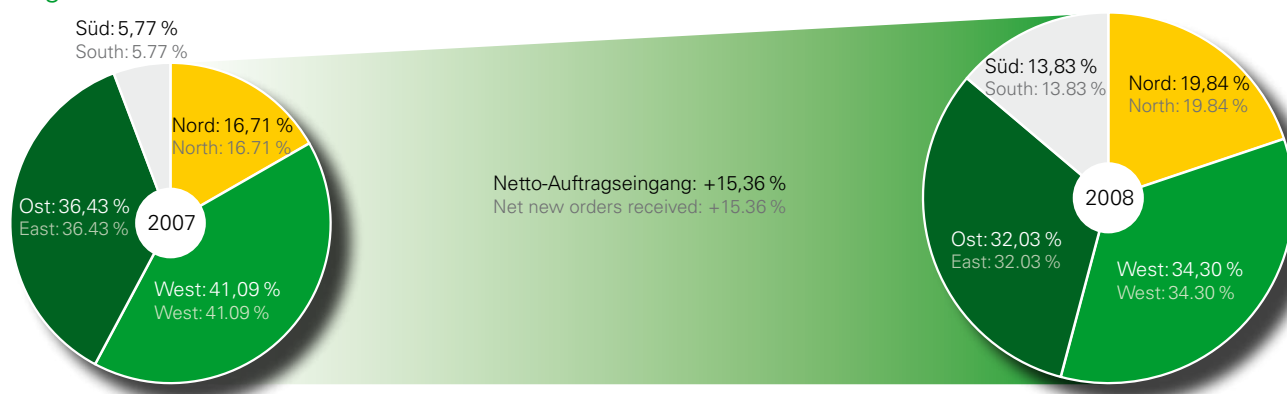 Süd: 5,77 %
South: 5.77 %
Nord: 16,71 %
North: 16.71 %
Ost: 36,43 %
East: 36.43 %
2007
West: 41,09 %
West: 41.09 %
Netto-Auftragseingang: +15,36 %
Net new orders received: +15.36 %
Süd: 13,83 %
South: 13.83 %
Nord: 19,84 %
North: 19.84 %
2008
Ost: 32,03 %
East: 32.03 %
West: 34,30 %
West: 34.30 %